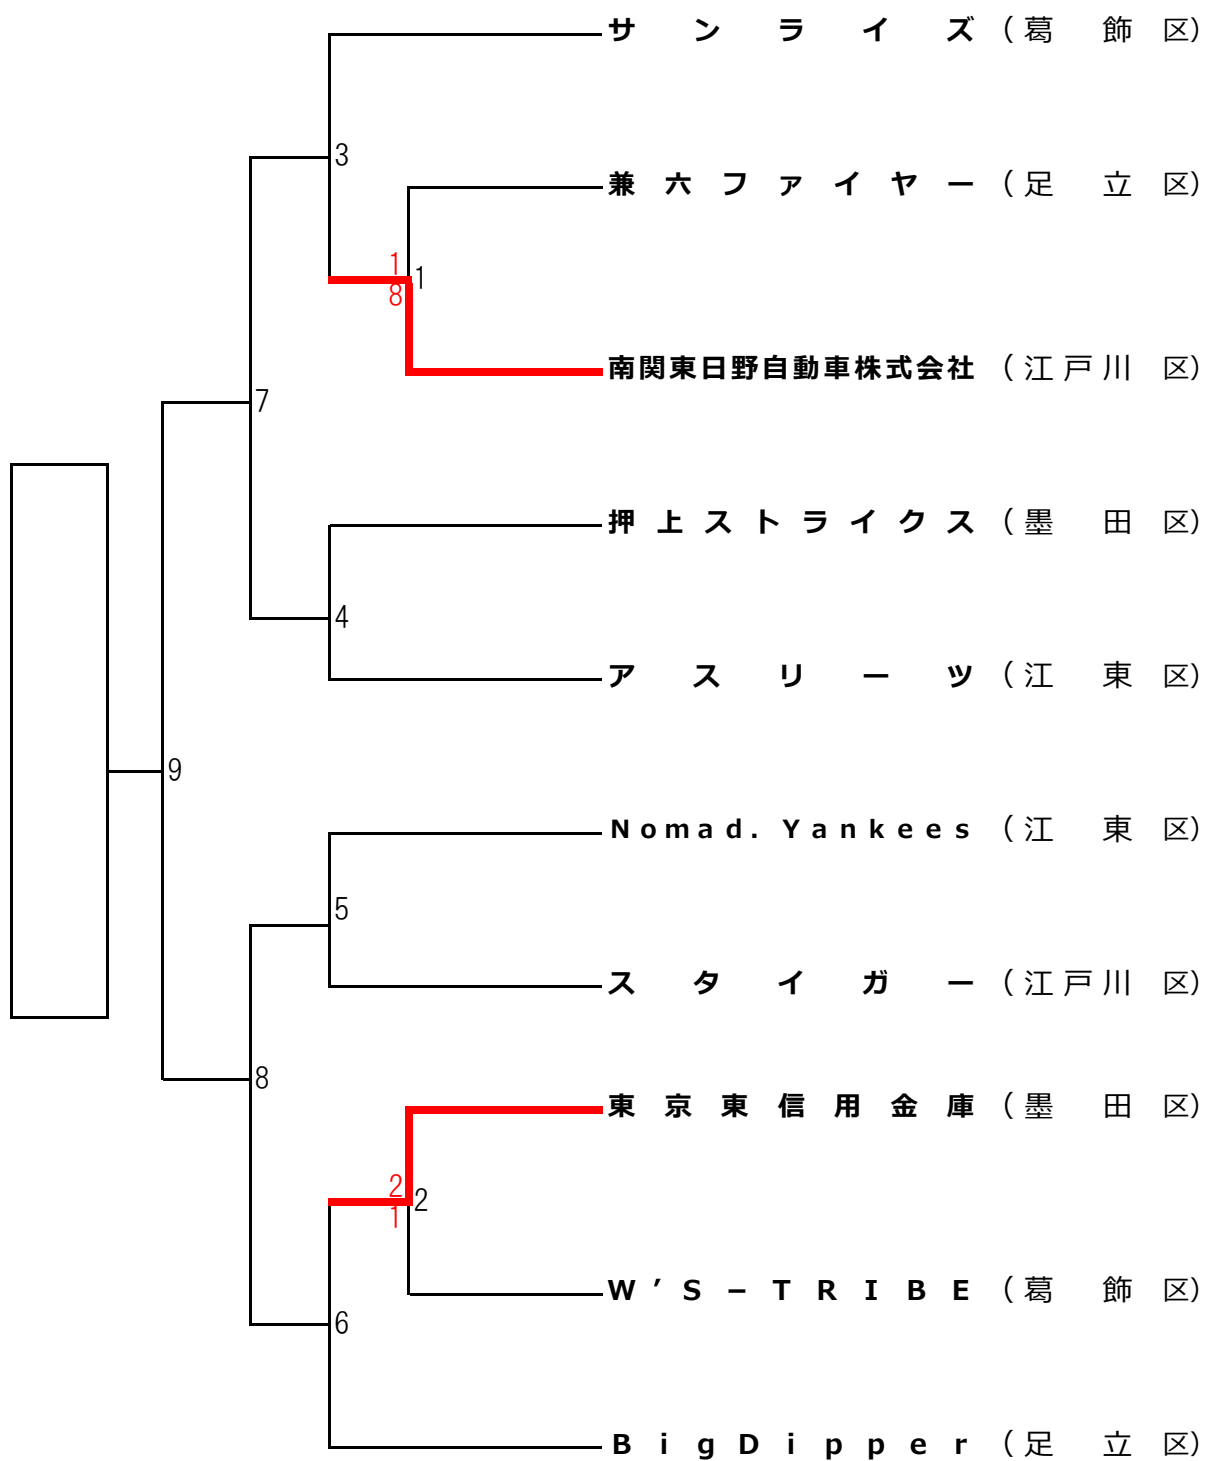 サンライズ（葛飾区）
3
兼六ファイヤー（足立区）
1
1
8
南関東日野自動車株式会社（江戸川区）
7
押上ストライクス（墨田区）
4
アスリーツ（江東区）
9
Nomad. Yankees（江東区）
5
スタイガー（江戸川区）
8
東京東信用金庫（墨田区）
2
2
1
W’S－TRIBE（葛飾区）
6
BigDipper（足立区）